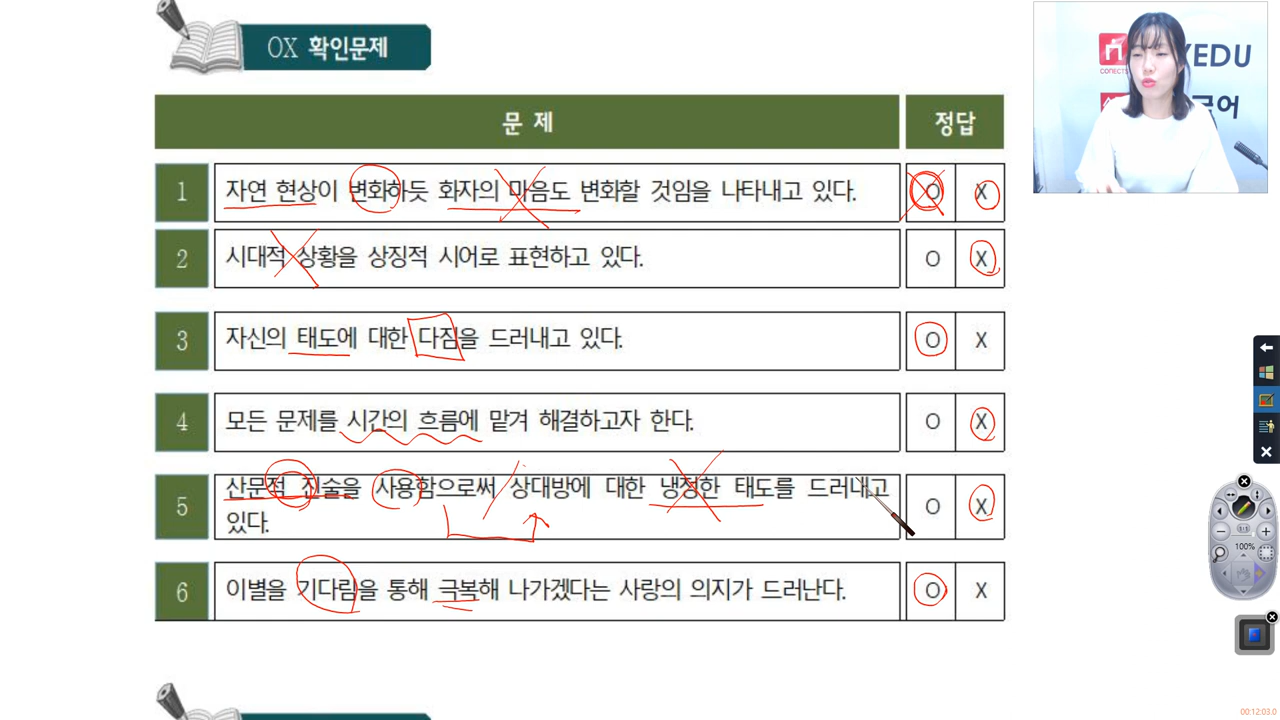 OX 확인문제
문 제 정답
1 자연 현상이 변화하듯 화자의 마음도 변화할 것임을 나타내고 있다. O X
2 시대적 상황을 상징적 시어로 표현하고 있다. O X
3 자신의 태도에 대한 다짐을 드러내고 있다. O X
4 모든 문제를 시간의 흐름에 맡겨 해결하고자 한다. O X
5 산문적 진술을 사용함으로써 상대방에 대한 냉정한 태도를 드러내고 O X
있다.
6 이별을 기다림을 통해 극복해 나가겠다는 사랑의 의지가 드러난다. O X
CONECTS
EDU
국어
100%
00:12:03.0